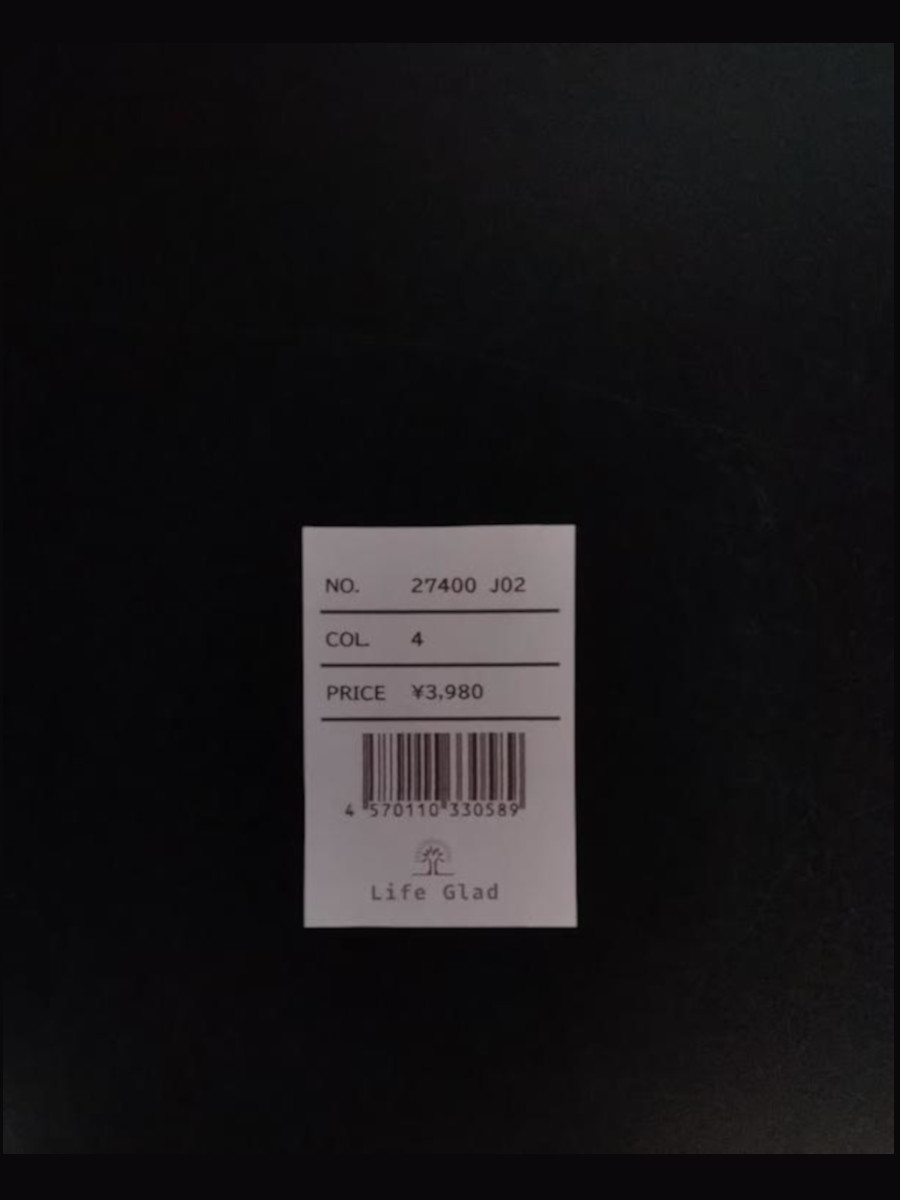 NO. 27400 J02
COL. 4
PRICE ¥3,980
4 570110 330589
Life Glad